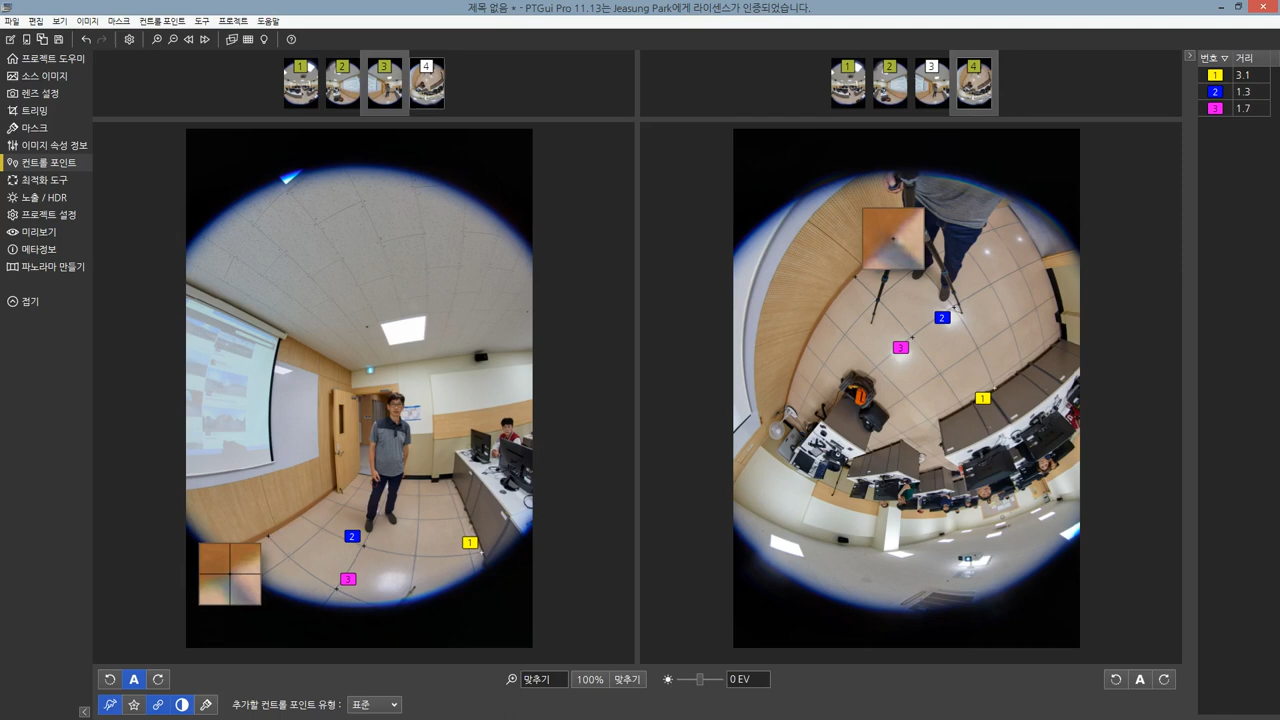 제목 없음 * - PTGui Pro 11.13는 Jeasung Park에게 라이센스가 인증되었습니다.
파일 편집 보기 이미지 마스크 컨트롤 포인트 도구 프로젝트 도움말
프로젝트 도우미
소스 이미지
렌즈 설정
트리밍
마스크
이미지 속성 정보
컨트롤 포인트
최적화 도구
노출 / HDR
프로젝트 설정
미리보기
메타정보
파노라마 만들기
접기
1 2 3 4
1 2 3 4
번호 거리
1 3.1
2 1.3
3 1.7
2 1 3
2 3 1
A 맞추기 100% 맞추기 0 EV A
추가할 컨트롤 포인트 유형 : 표준